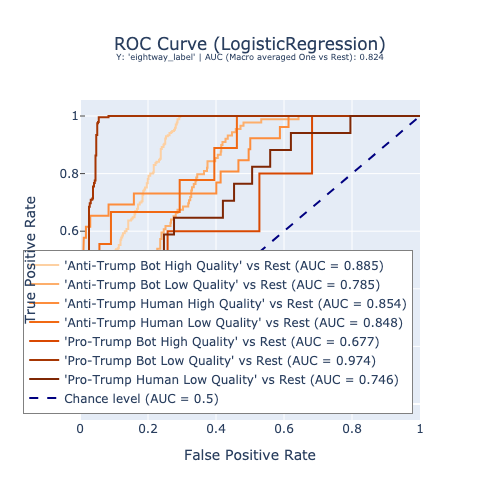 ROC Curve (LogisticRegression)
Y: 'eightway_label' | AUC (Macro averaged One vs Rest): 0.824
1
0.8
0.6
True Positive Rate
'Anti-Trump Bot High Quality' vs Rest (AUC = 0.885)
'Anti-Trump Bot Low Quality' vs Rest (AUC = 0.785)
'Anti-Trump Human High Quality' vs Rest (AUC = 0.854)
'Anti-Trump Human Low Quality' vs Rest (AUC = 0.848)
'Pro-Trump Bot High Quality' vs Rest (AUC = 0.677)
'Pro-Trump Bot Low Quality' vs Rest (AUC = 0.974)
'Pro-Trump Human Low Quality' vs Rest (AUC = 0.746)
Chance level (AUC = 0.5)
0 0.2 0.4 0.6 0.8 1
False Positive Rate